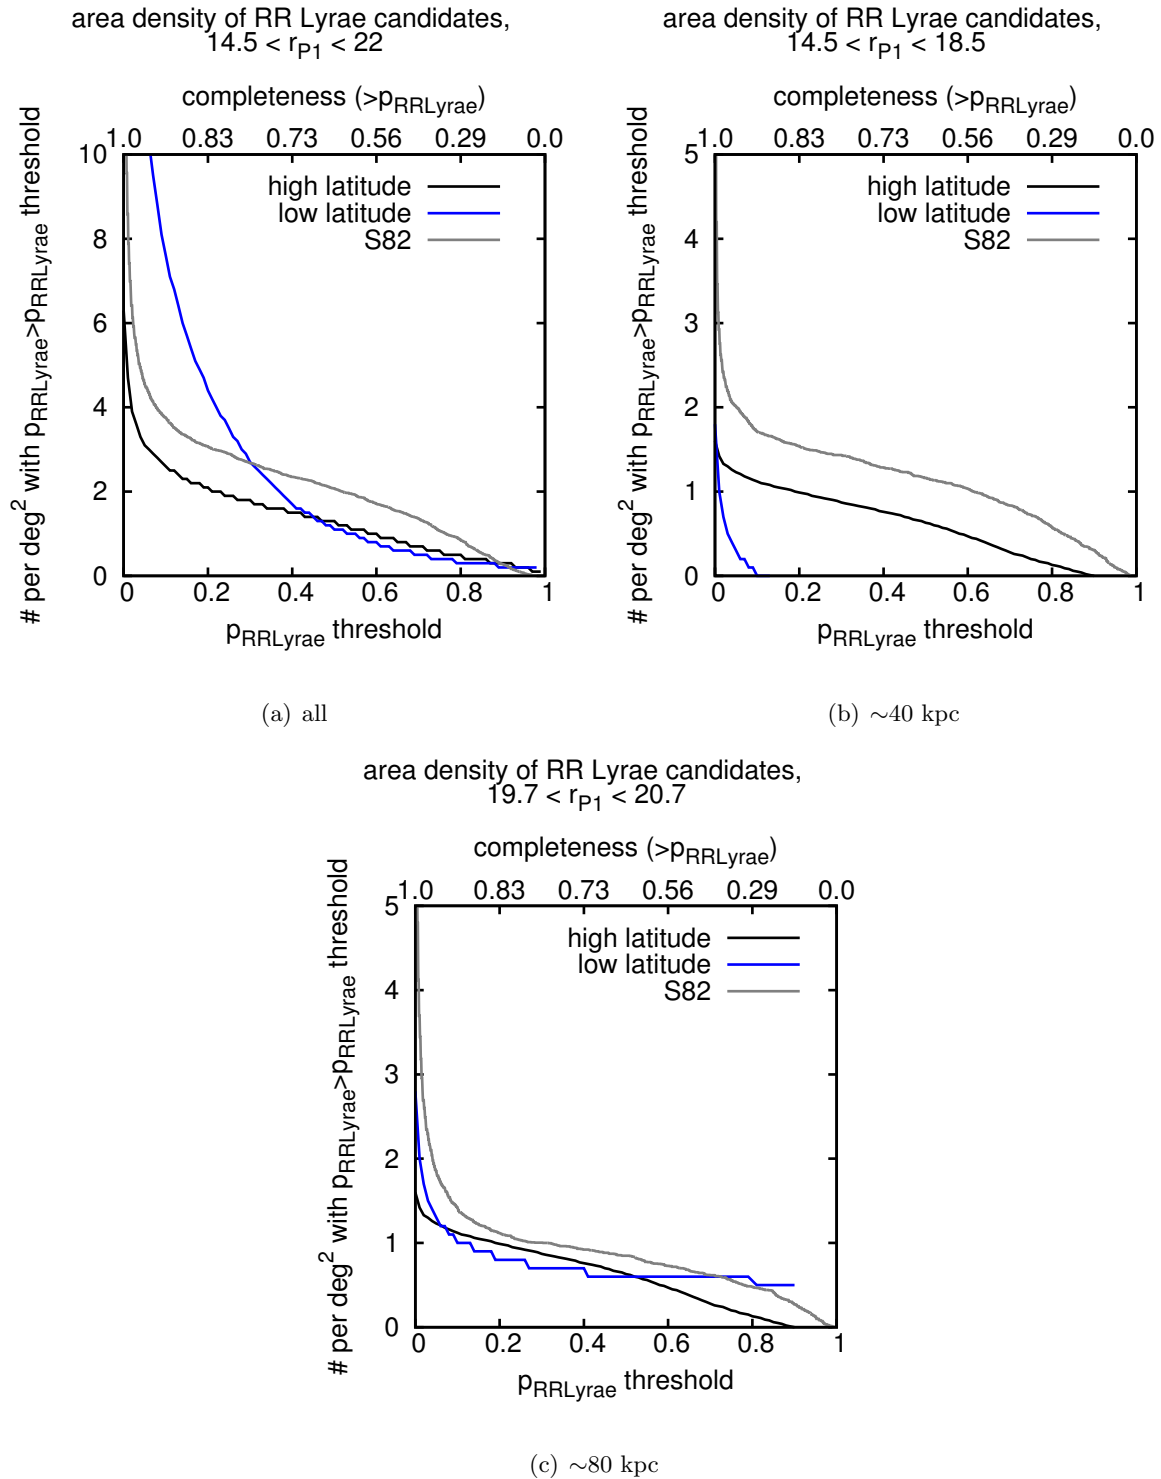 area density of RR Lyrae candidates,
14.5 < rP1 < 22
completeness (>pRRLyrae)
1.0 0.83 0.73 0.56 0.29 0.0
# per deg2 with pRRLyrae>pRRLyrae threshold
10
8
6
4
2
0
high latitude
low latitude
S82
0 0.2 0.4 0.6 0.8 1
pRRLyrae threshold
(a) all
area density of RR Lyrae candidates,
14.5 < rP1 < 18.5
completeness (>pRRLyrae)
1.0 0.83 0.73 0.56 0.29 0.0
# per deg2 with pRRLyrae>pRRLyrae threshold
5
4
3
2
1
0
high latitude
low latitude
S82
0 0.2 0.4 0.6 0.8 1
pRRLyrae threshold
(b) ∼40 kpc
area density of RR Lyrae candidates,
19.7 < rP1 < 20.7
completeness (>pRRLyrae)
1.0 0.83 0.73 0.56 0.29 0.0
# per deg2 with pRRLyrae>pRRLyrae threshold
5
4
3
2
1
0
high latitude
low latitude
S82
0 0.2 0.4 0.6 0.8 1
pRRLyrae threshold
(c) ∼80 kpc